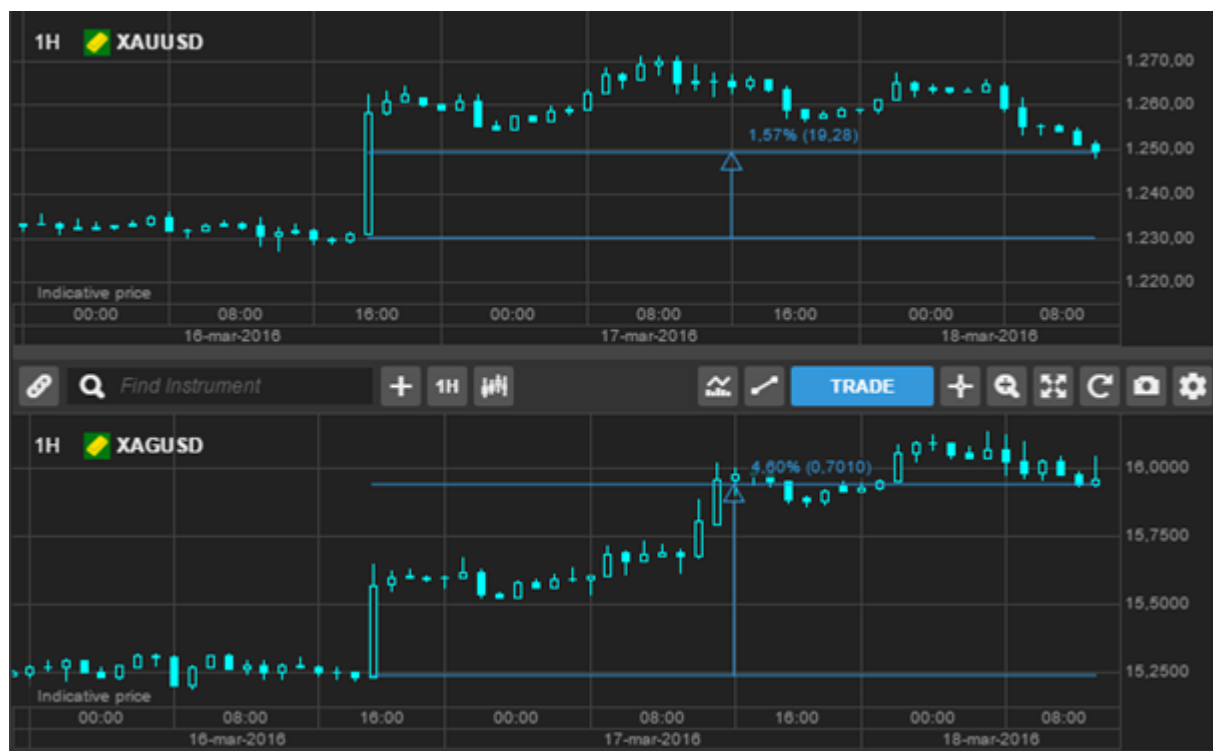 1H XAUUSD
1.270,00
1.260,00
1,57% (19,28)
1.250,00
1.240,00
1.230,00
1.220,00
Indicative price
00:00 08:00 16:00 00:00 08:00 16:00 00:00 08:00
16-mar-2016 17-mar-2016 18-mar-2016
Find Instrument 1H TRADE
1H XAGUSD
4,60% (0,7010)
16,0000
15,7500
15,5000
15,2500
Indicative price
00:00 08:00 16:00 00:00 08:00 16:00 00:00 08:00
16-mar-2016 17-mar-2016 18-mar-2016